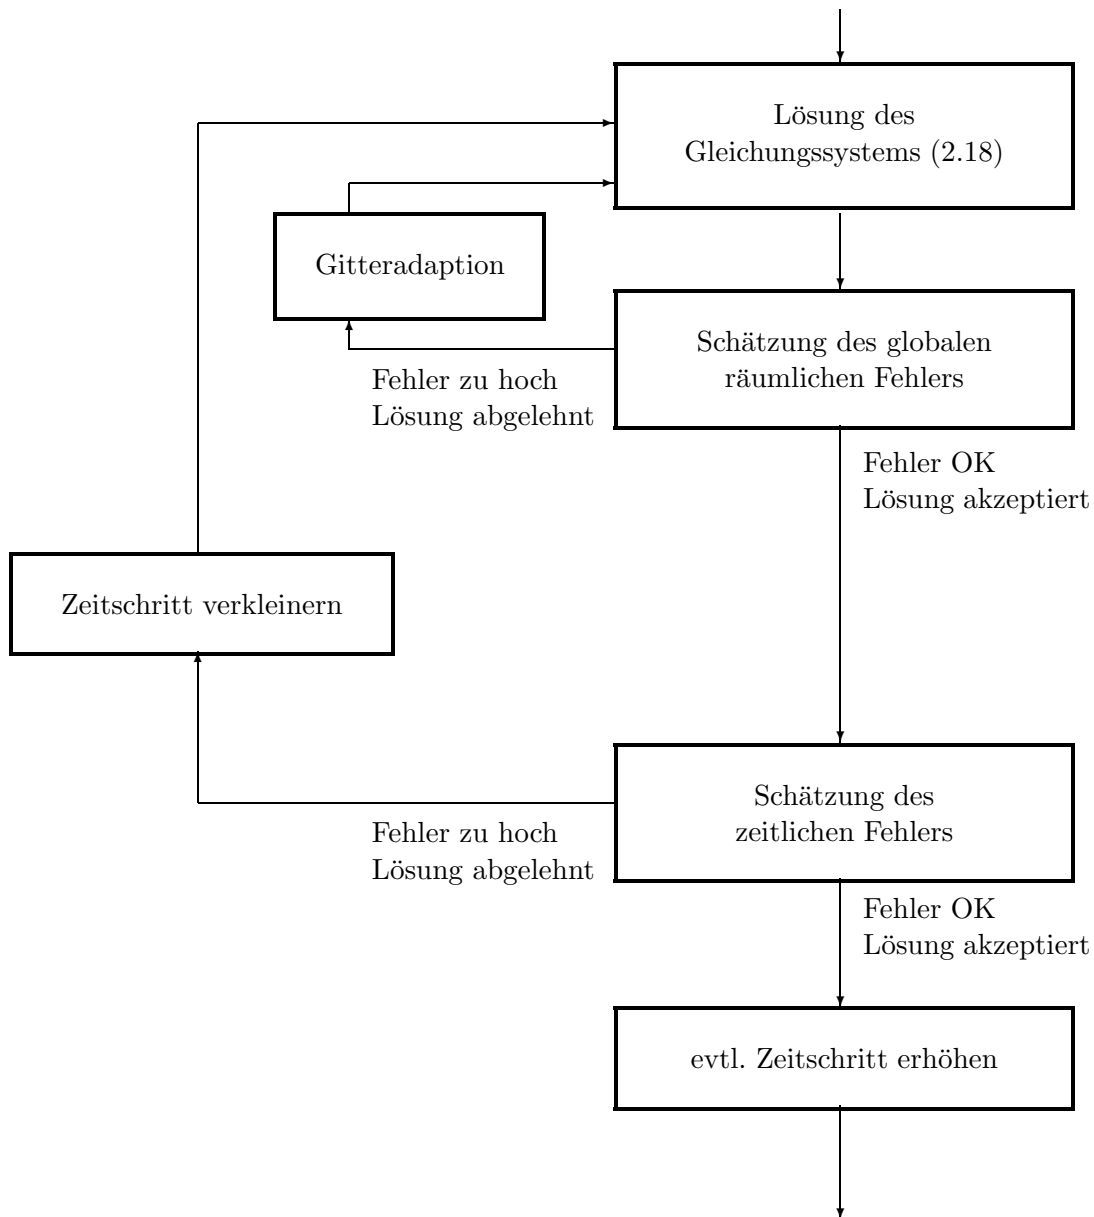 Lösung des
Gleichungssystems (2.18)
Gitteradaption
Schätzung des globalen
räumlichen Fehlers
Fehler zu hoch
Lösung abgelehnt
Fehler OK
Lösung akzeptiert
Zeitschritt verkleinern
Schätzung des
zeitlichen Fehlers
Fehler zu hoch
Lösung abgelehnt
Fehler OK
Lösung akzeptiert
evtl. Zeitschritt erhöhen